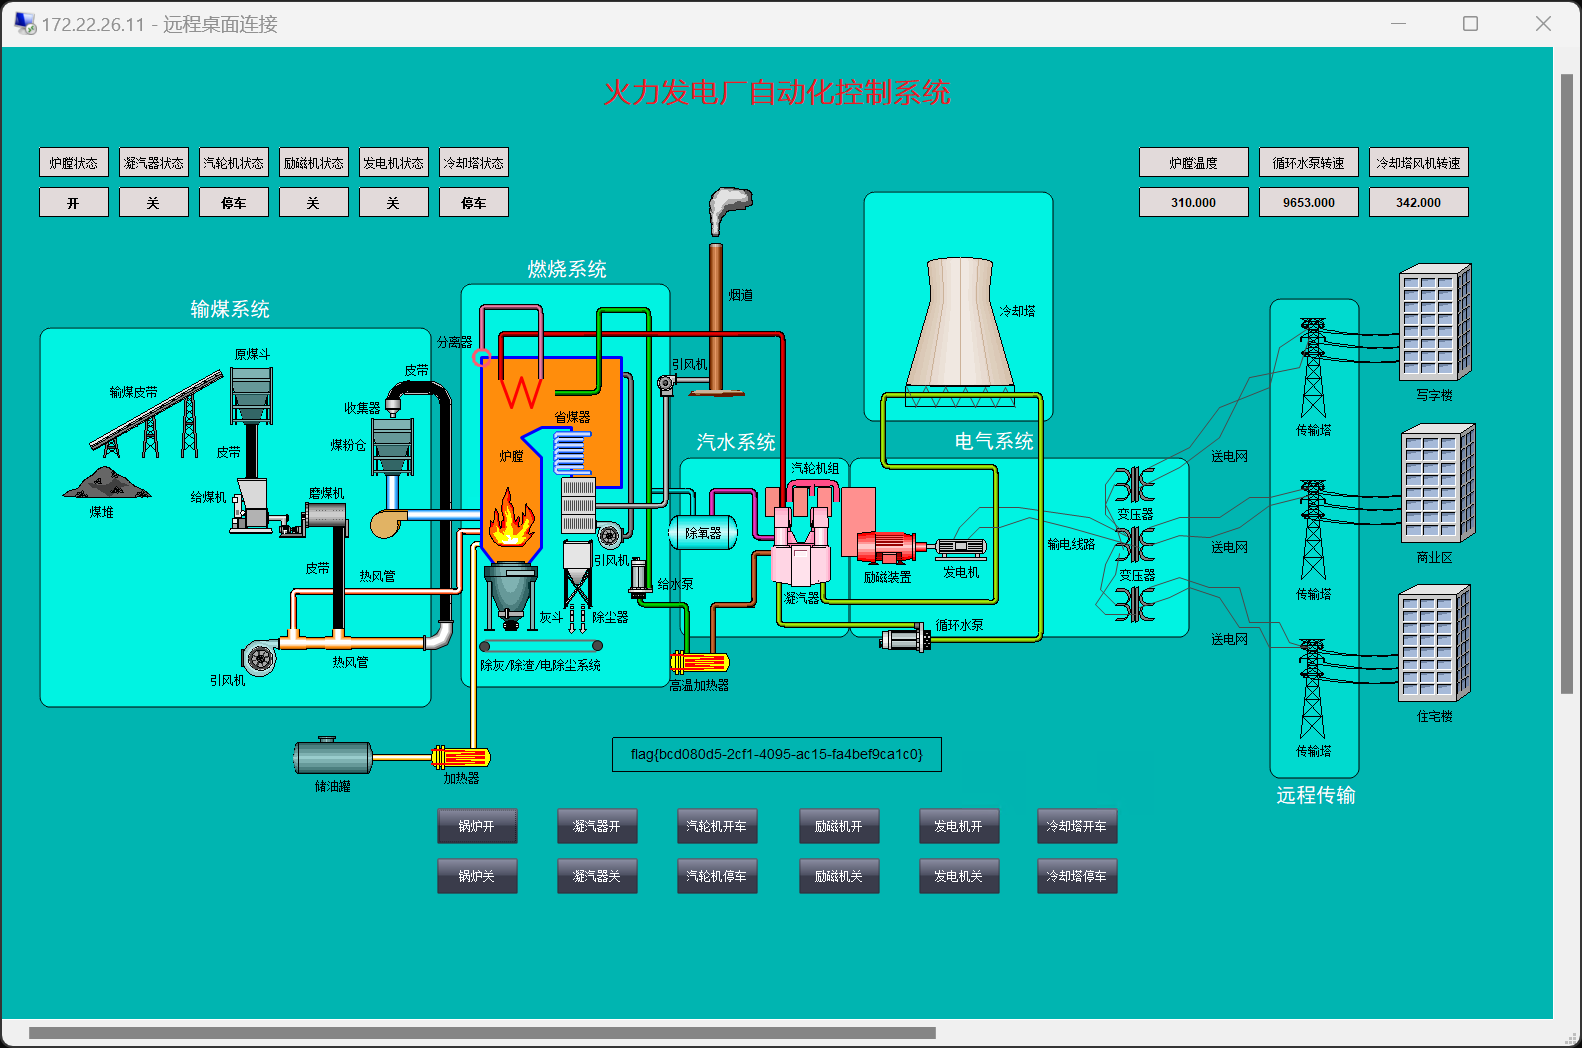 172.22.26.11 - 远程桌面连接
火力发电厂自动化控制系统
炉膛状态 凝汽器状态 汽轮机状态 励磁机状态 发电机状态 冷却塔状态
开 关 停车 关 关 停车
炉膛温度 循环水泵转速 冷却塔风机转速
310.000 9653.000 342.000
输煤系统
原煤斗
输煤皮带
皮带
煤堆
给煤机
磨煤机
皮带
收集器
煤粉仓
皮带
热风管
热风管
引风机
燃烧系统
分离器
省煤器
炉膛
引风机
灰斗
除尘器
除灰/除渣/电除尘系统
烟道
引风机
汽水系统
汽轮机组
除氧器
给水泵
凝汽器
高温加热器
冷却塔
电气系统
励磁装置
发电机
循环水泵
输电线路
变压器
变压器
送电网
送电网
送电网
传输塔
传输塔
传输塔
远程传输
写字楼
商业区
住宅楼
储油罐
加热器
flag{bcd080d5-2cf1-4095-ac15-fa4bef9ca1c0}
锅炉开 凝汽器开 汽轮机开车 励磁机开 发电机开 冷却塔开车
锅炉关 凝汽器关 汽轮机停车 励磁机关 发电机关 冷却塔停车